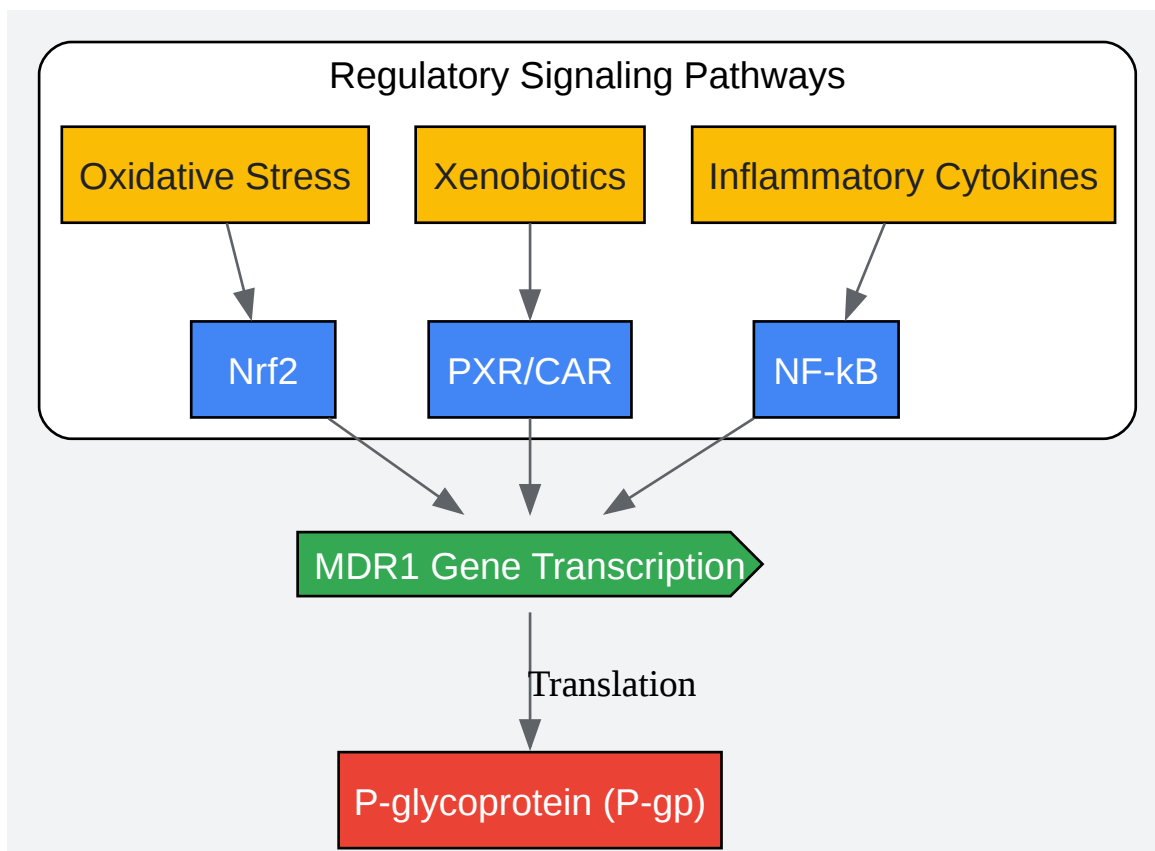 Regulatory Signaling Pathways
Oxidative Stress
Xenobiotics
Inflammatory Cytokines
Nrf2
PXR/CAR
NF-kB
MDR1 Gene Transcription
Translation
P-glycoprotein (P-gp)